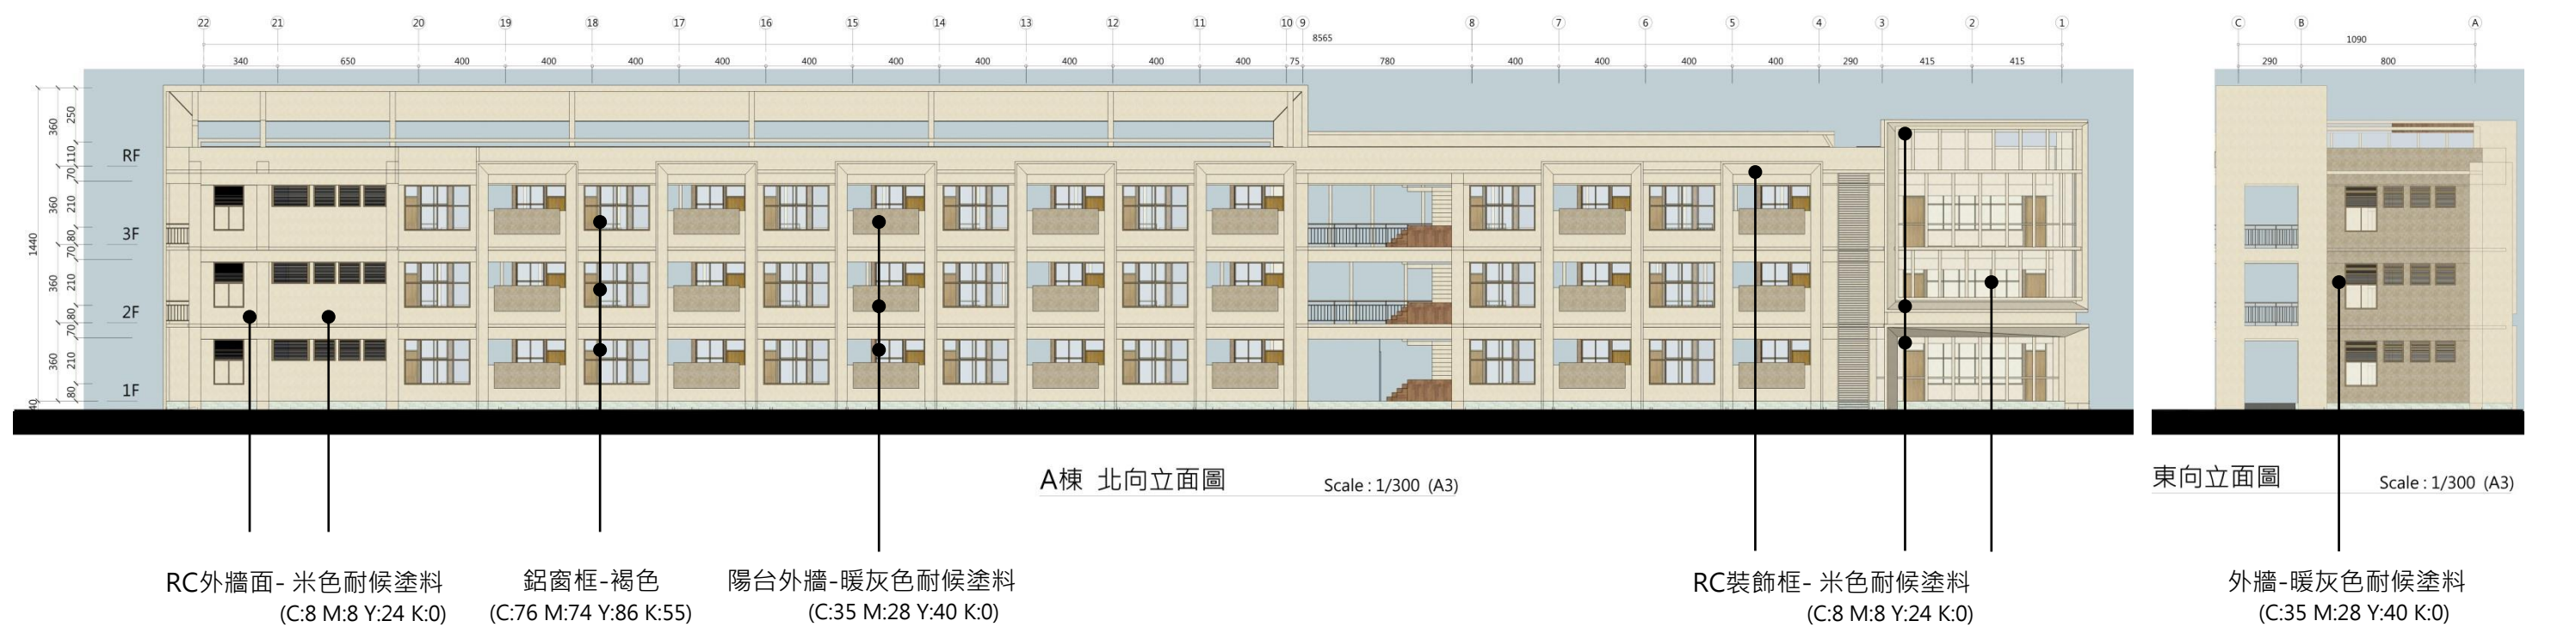 22 21 20 19 18 17 16 15 14 13 12 11 10 9 8 7 6 5 4 3 2 1
8565
340 650 400 400 400 400 400 400 400 400 400 400 75 780 400 400 400 400 290 415 415
C B A
1090
290 800
1440
360 360 360 360
250 110 70 210 80 70 210 80 70 210 80 40
RF
3F
2F
1F
A棟 北向立面圖 Scale : 1/300 (A3)
東向立面圖 Scale : 1/300 (A3)
RC外牆面- 米色耐候塗料
(C:8 M:8 Y:24 K:0)
鋁窗框-褐色
(C:76 M:74 Y:86 K:55)
陽台外牆-暖灰色耐候塗料
(C:35 M:28 Y:40 K:0)
RC裝飾框- 米色耐候塗料
(C:8 M:8 Y:24 K:0)
外牆-暖灰色耐候塗料
(C:35 M:28 Y:40 K:0)